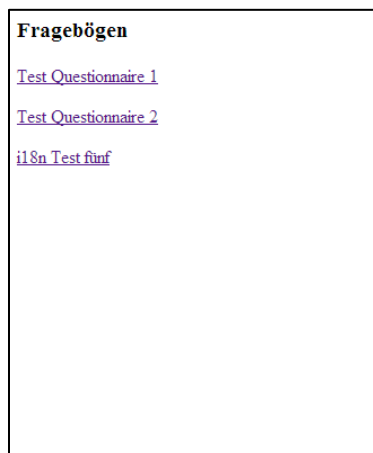 Fragebögen
Test Questionnaire 1
Test Questionnaire 2
i18n Test fünf